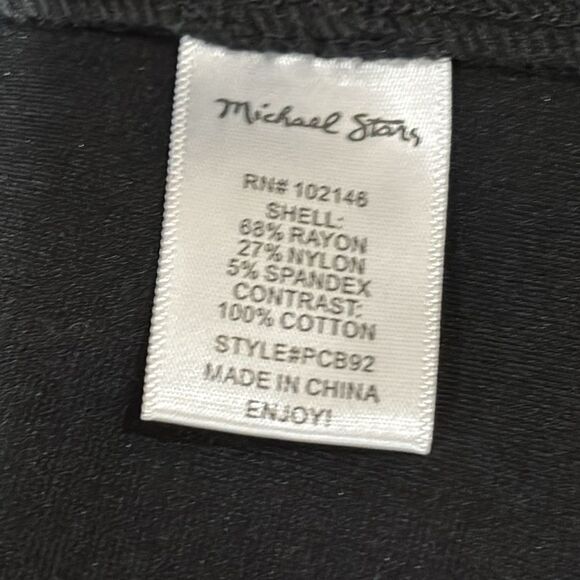 Michael Stars
RN# 102146
SHELL:
68% RAYON
27% NYLON
5% SPANDEX
CONTRAST:
100% COTTON
STYLE#PCB92
MADE IN CHINA
ENJOY!